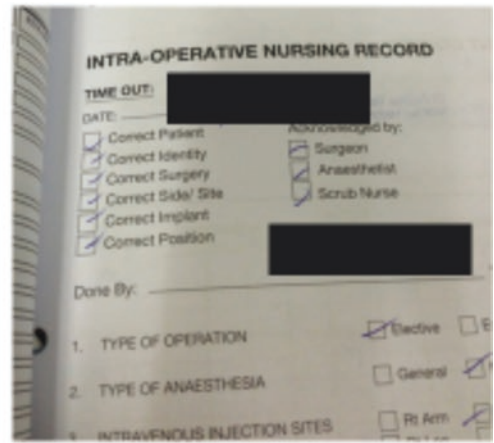 INTRA-OPERATIVE NURSING RECORD
TIME OUT:
DATE:
Correct Patient
Acknowledged by:
Correct Identity
Surgeon
Correct Surgery
Anaesthetist
Correct Side/ Site
Scrub Nurse
Correct Implant
Correct Position
Done By:
1. TYPE OF OPERATION Elective E
2. TYPE OF ANAESTHESIA General
3 INTRAVENOUS INJECTION SITES Rt Arm